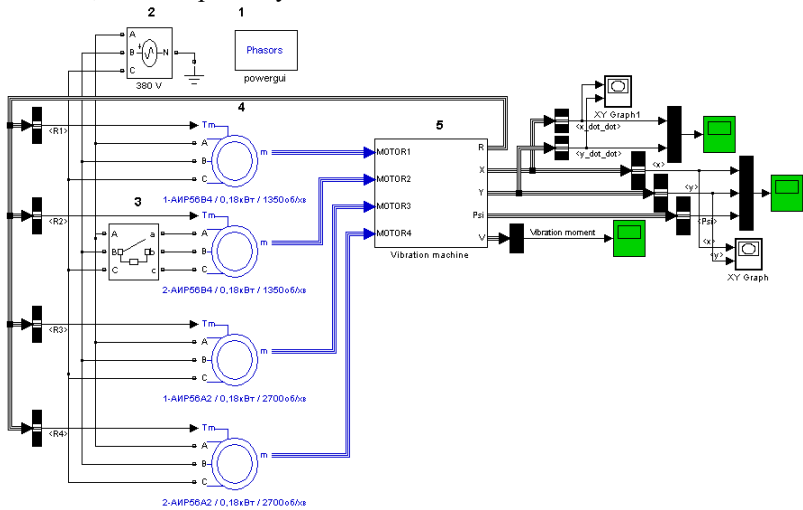 2
1
A
B
N
C
380 V
Phasors
powergui
4
<R1>
Tm
A
B
C
m
1-АИР56В4 / 0,18кВт / 1350об/хв
<R2>
3
A
B
C
a
b
c
Tm
A
B
C
m
2-АИР56В4 / 0,18кВт / 1350об/хв
<R3>
Tm
A
B
C
m
1-АИР56А2 / 0,18кВт / 2700об/хв
<R4>
Tm
A
B
C
m
2-АИР56А2 / 0,18кВт / 2700об/хв
5
MOTOR1
MOTOR2
MOTOR3
MOTOR4
R
X
Y
Psi
V
Vibration machine
XY Graph1
<x_dot_dot>
<y_dot_dot>
<x>
<y>
<Psi>
Vibration moment
<x>
<y>
XY Graph